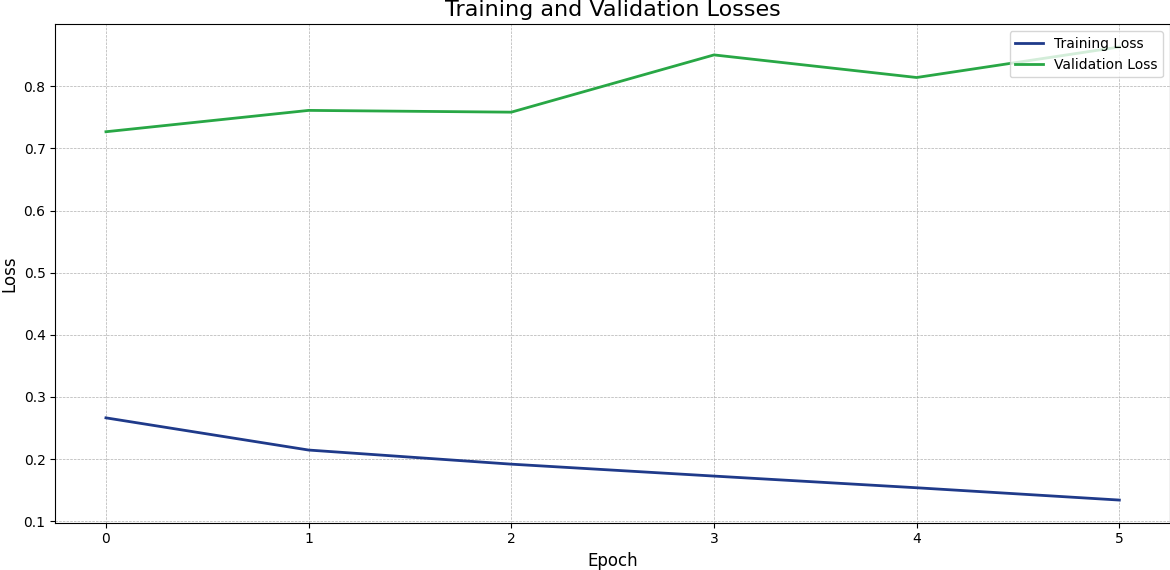 Training and Validation Losses
Training Loss
Validation Loss
0.8
0.7
0.6
0.5
0.4
0.3
0.2
0.1
Loss
0 1 2 3 4 5
Epoch